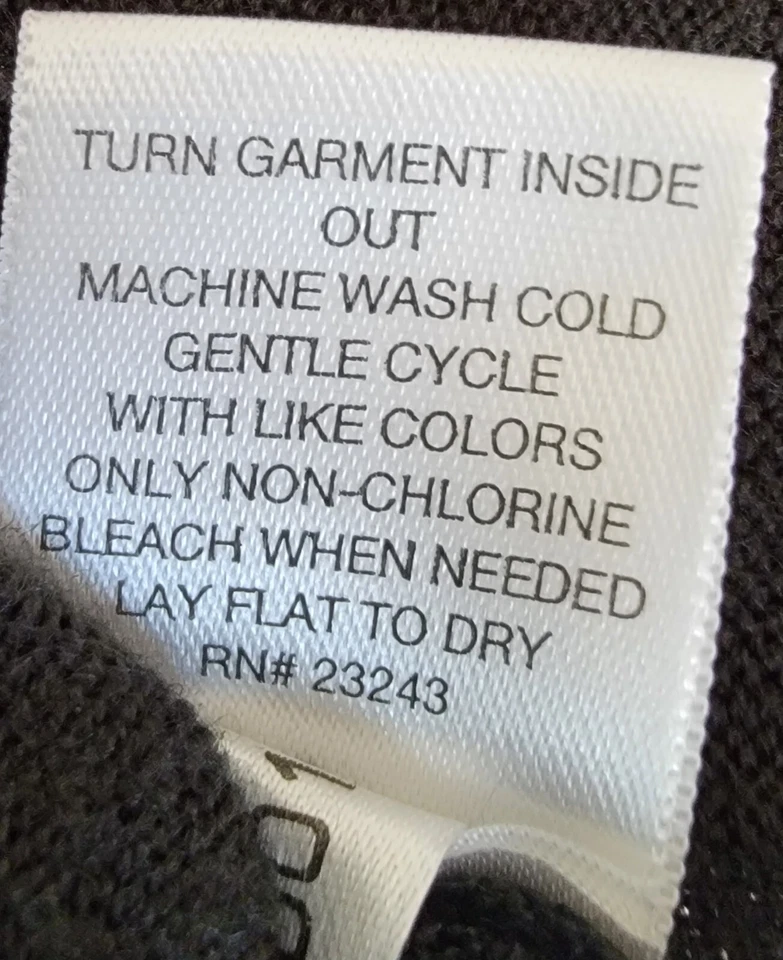 TURN GARMENT INSIDE
OUT
MACHINE WASH COLD
GENTLE CYCLE
WITH LIKE COLORS
ONLY NON-CHLORINE
BLEACH WHEN NEEDED
LAY FLAT TO DRY
RN# 23243